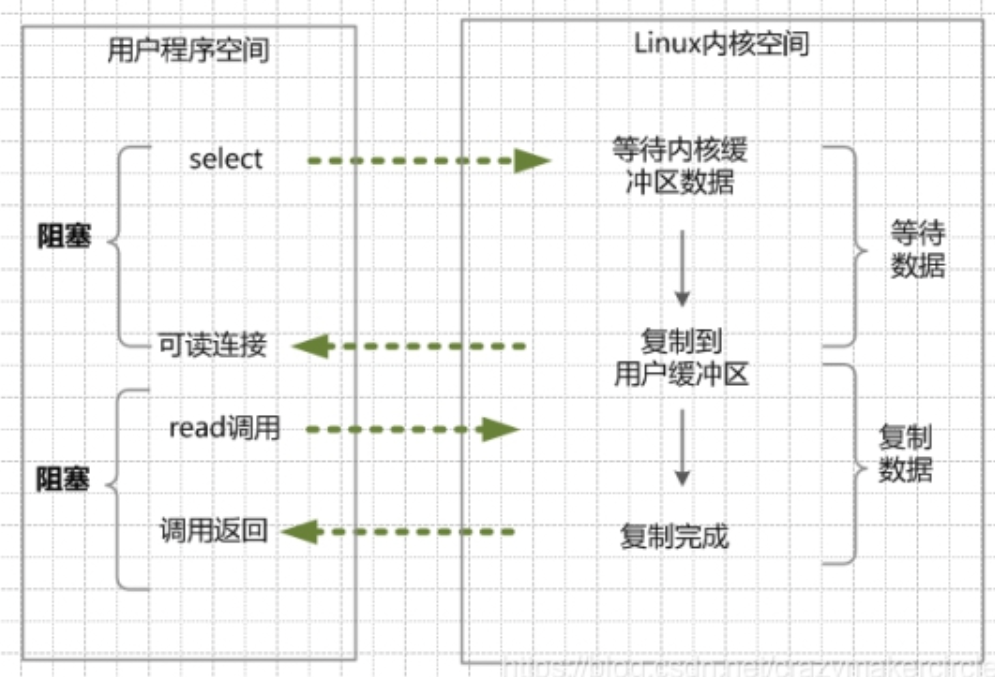 用户程序空间
Linux内核空间
select
等待内核缓
冲区数据
阻塞
等待
数据
可读连接
复制到
用户缓冲区
read调用
复制
数据
阻塞
调用返回
复制完成
https://blog.csdn.net/crazymakercircle